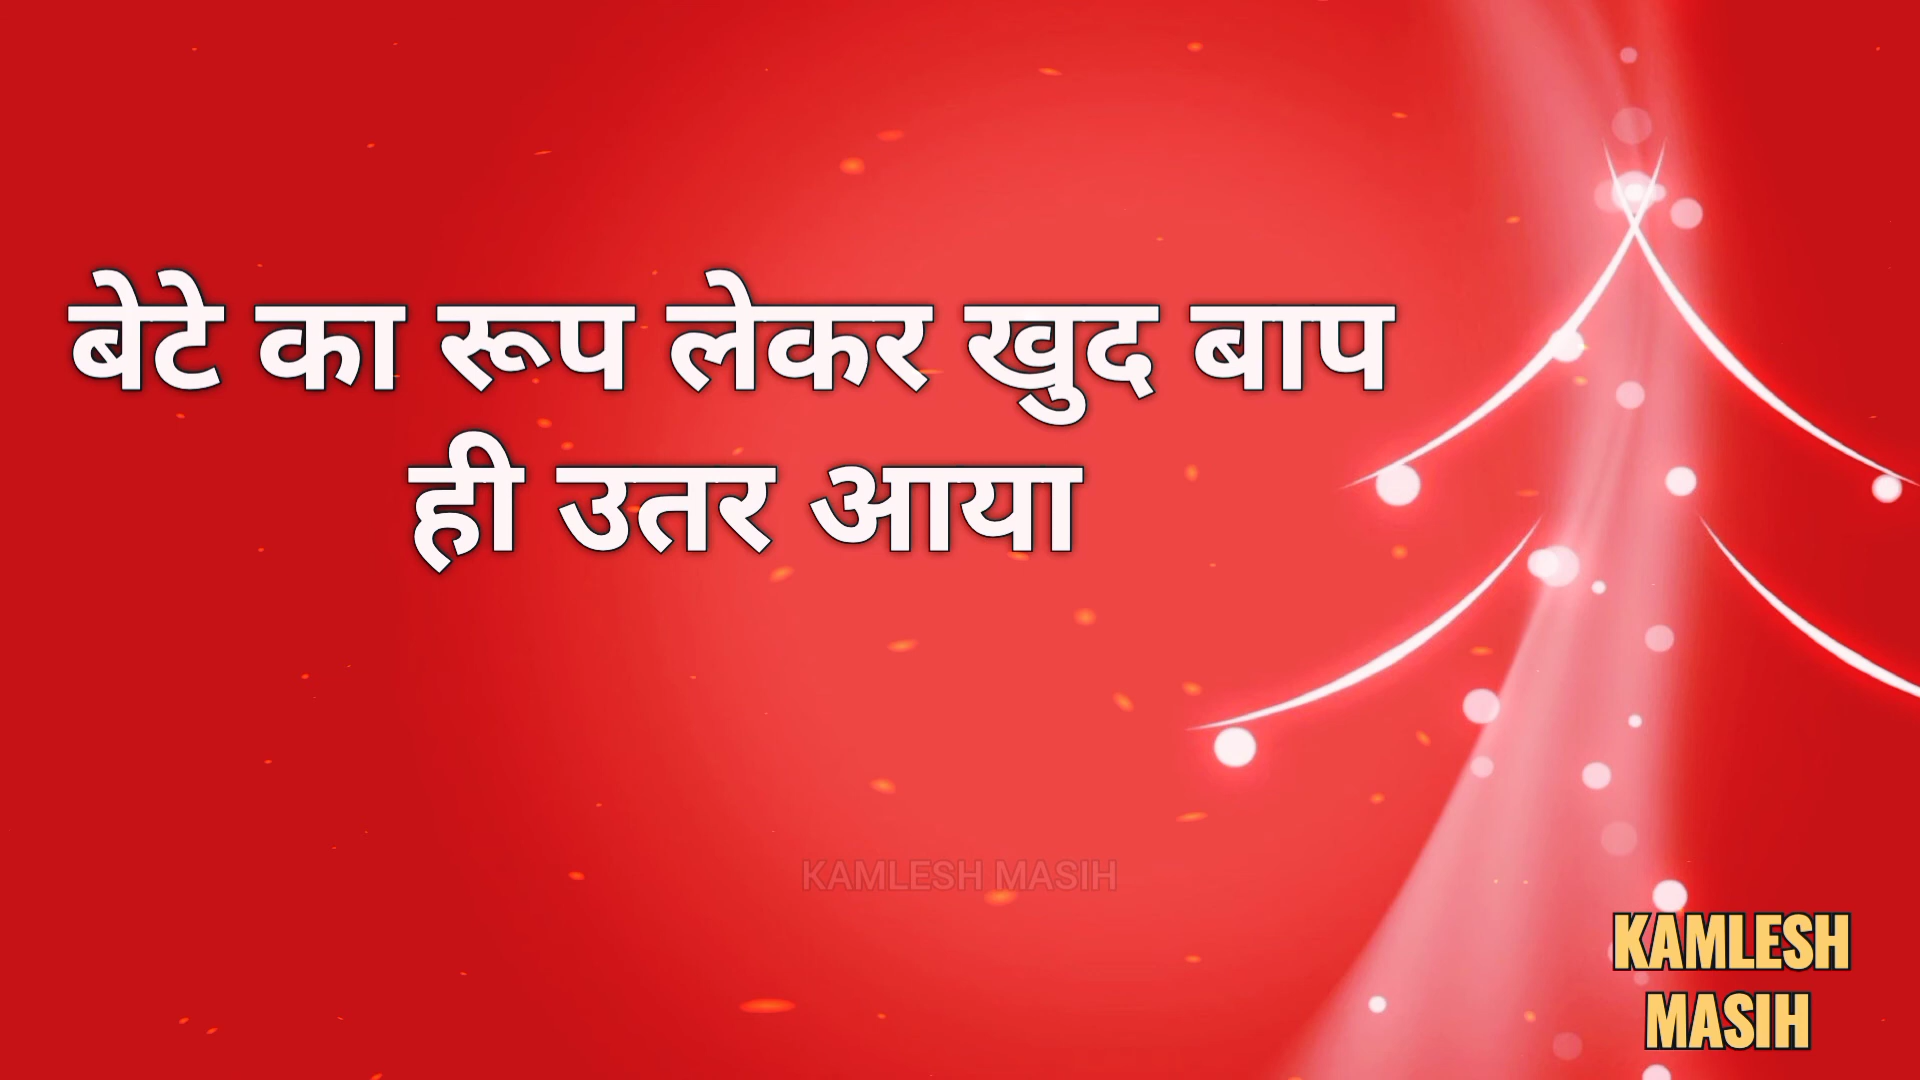 बेटे का रूप लेकर खुद बाप
ही उतर आया
KAMLESH MASIH
KAMLESH
MASIH